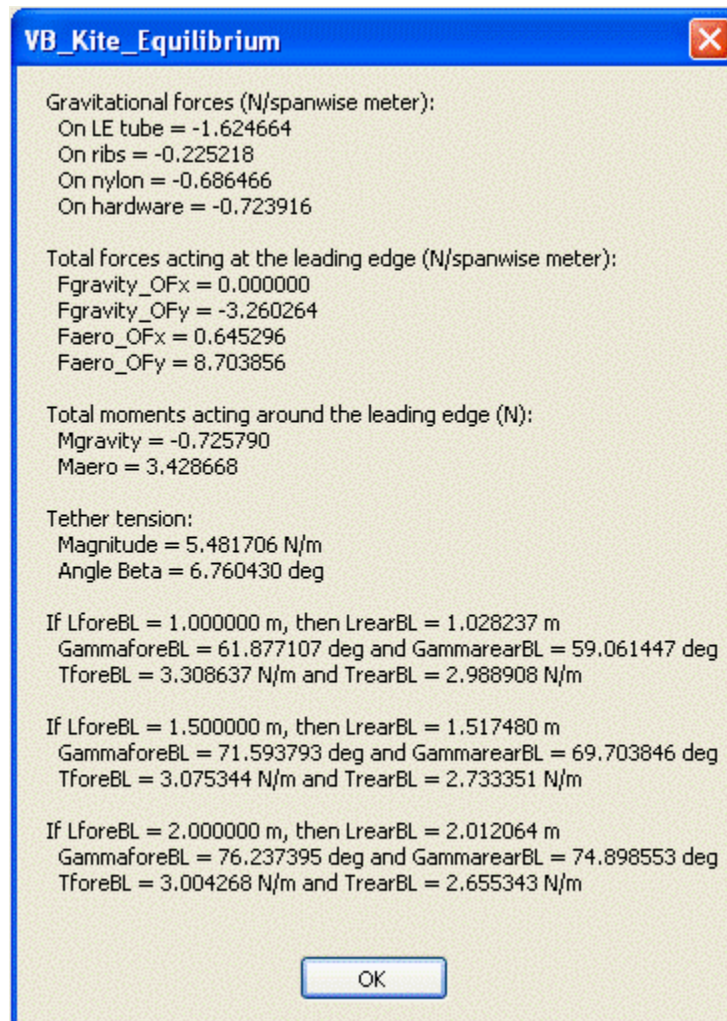 VB_Kite_Equilibrium
Gravitational forces (N/spanwise meter):
On LE tube = -1.624664
On ribs = -0.225218
On nylon = -0.686466
On hardware = -0.723916
Total forces acting at the leading edge (N/spanwise meter):
Fgravity_OFx = 0.000000
Fgravity_OFy = -3.260264
Faero_OFx = 0.645296
Faero_OFy = 8.703856
Total moments acting around the leading edge (N):
Mgravity = -0.725790
Maero = 3.428668
Tether tension:
Magnitude = 5.481706 N/m
Angle Beta = 6.760430 deg
If LforeBL = 1.000000 m, then LrearBL = 1.028237 m
GammaforeBL = 61.877107 deg and GammarearBL = 59.061447 deg
TforeBL = 3.308637 N/m and TrearBL = 2.988908 N/m
If LforeBL = 1.500000 m, then LrearBL = 1.517480 m
GammaforeBL = 71.593793 deg and GammarearBL = 69.703846 deg
TforeBL = 3.075344 N/m and TrearBL = 2.733351 N/m
If LforeBL = 2.000000 m, then LrearBL = 2.012064 m
GammaforeBL = 76.237395 deg and GammarearBL = 74.898553 deg
TforeBL = 3.004268 N/m and TrearBL = 2.655343 N/m
OK